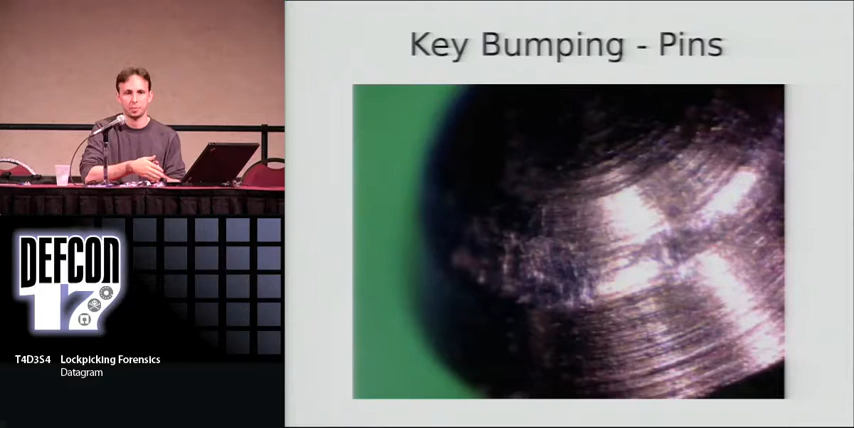 Key Bumping - Pins
DEFCON
17
T4D3S4 Lockpicking Forensics
Datagram